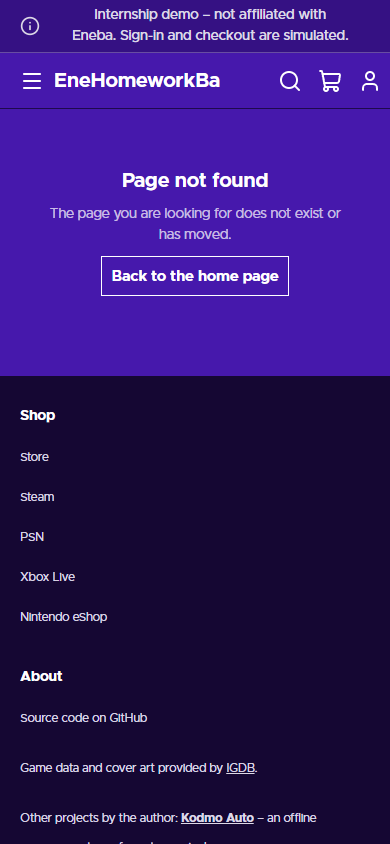 Internship demo – not affiliated with
Eneba. Sign-in and checkout are simulated.
EneHomeworkBa
Page not found
The page you are looking for does not exist or
has moved.
Back to the home page
Shop
Store
Steam
PSN
Xbox Live
Nintendo eShop
About
Source code on GitHub
Game data and cover art provided by IGDB.
Other projects by the author: Kodmo Auto – an offline